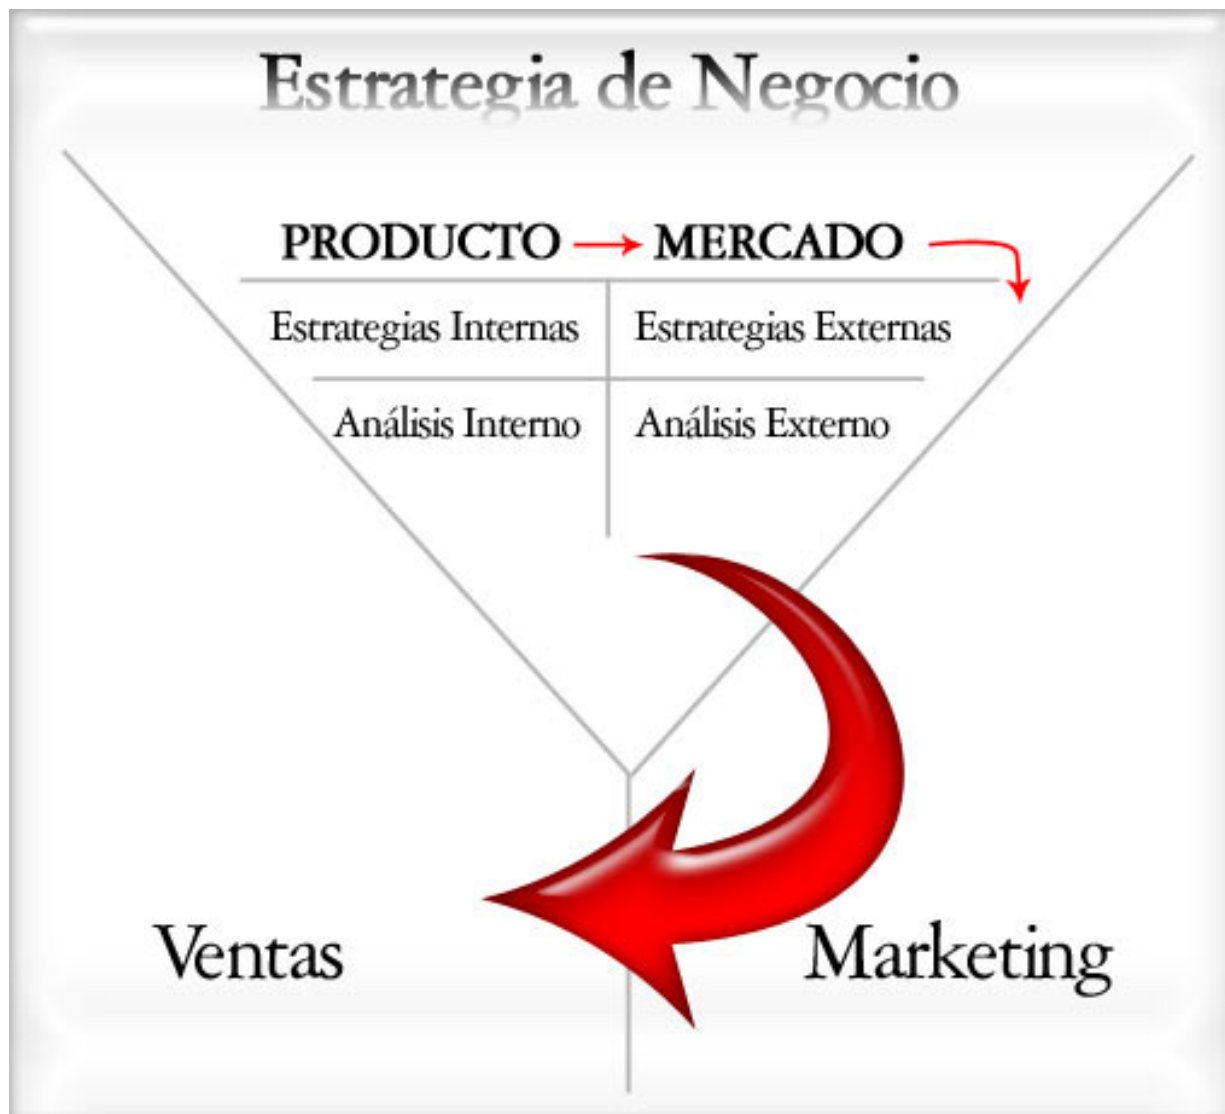 Estrategia de Negocio
PRODUCTO MERCADO
Estrategias Internas Estrategias Externas
Análisis Interno Análisis Externo
Ventas Marketing